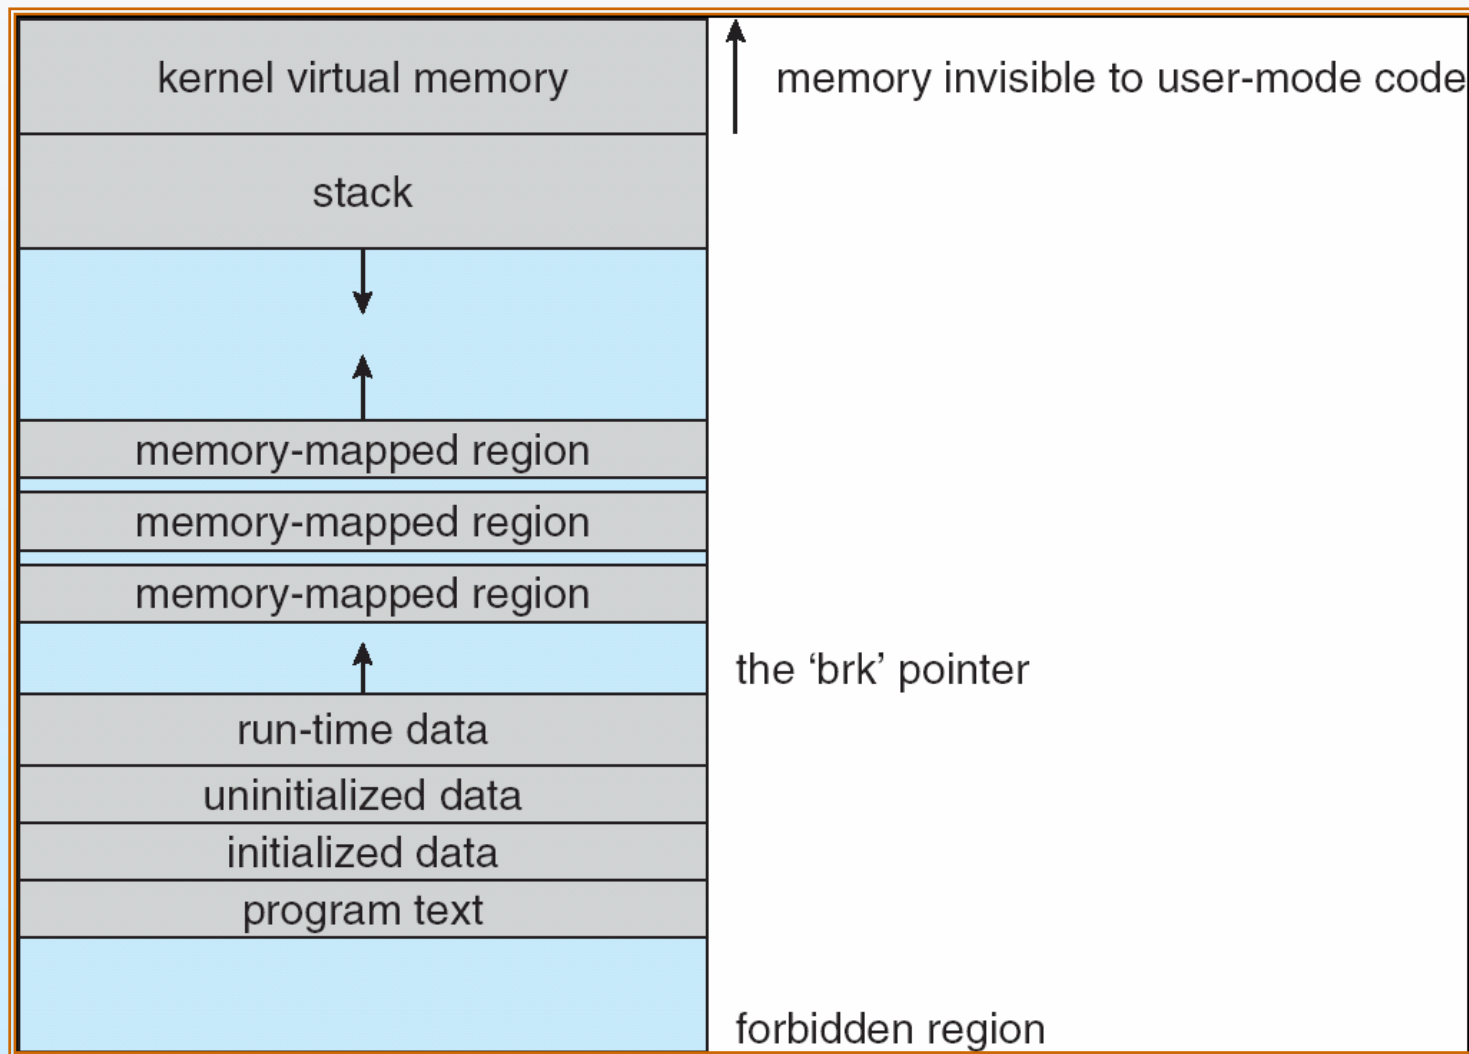 kernel virtual memory
memory invisible to user-mode code
stack
memory-mapped region
memory-mapped region
memory-mapped region
the ‘brk’ pointer
run-time data
uninitialized data
initialized data
program text
forbidden region